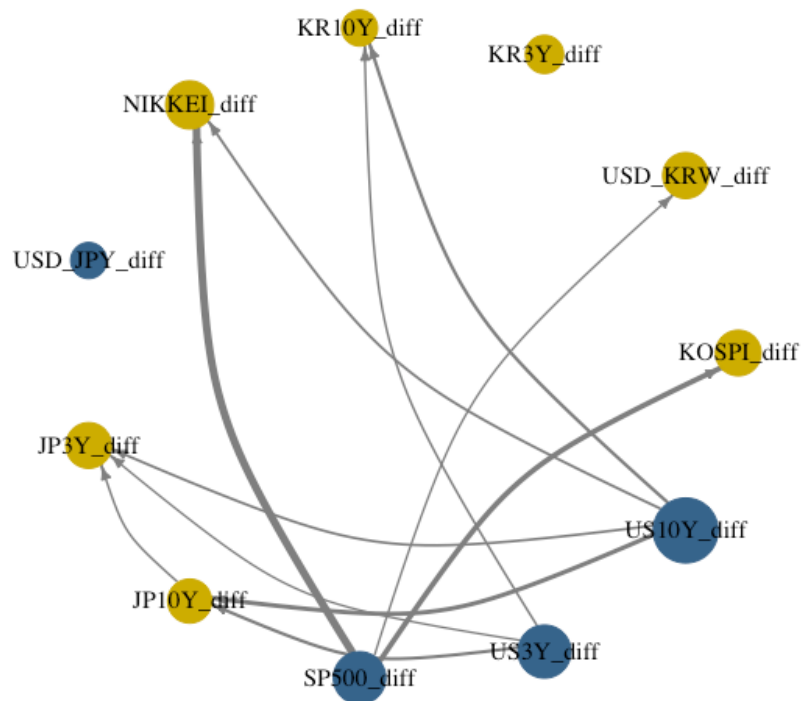 KR10Y_diff
KR3Y_diff
NIKKEI_diff
USD_KRW_diff
USD_JPY_diff
KOSPI_diff
JP3Y_diff
US10Y_diff
JP10Y_diff
US3Y_diff
SP500_diff